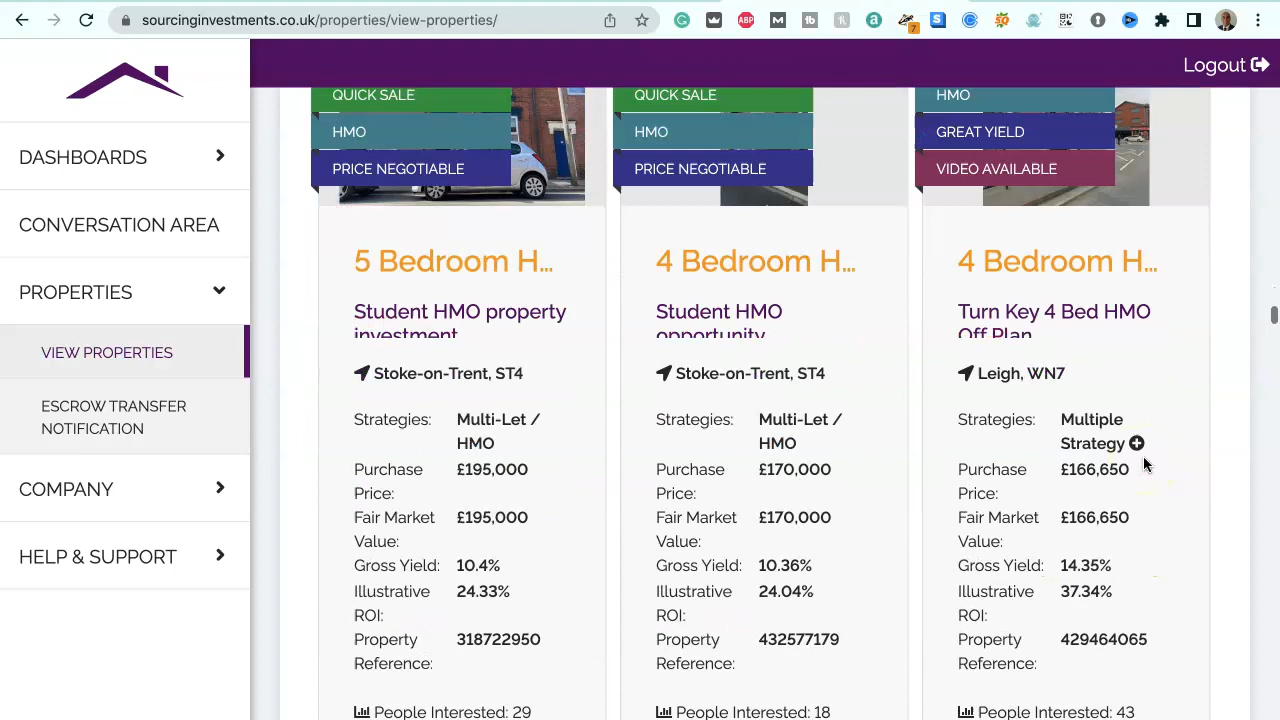 sourcinginvestments.co.uk/properties/view-properties/
ABP
7
Logout
DASHBOARDS
CONVERSATION AREA
PROPERTIES
VIEW PROPERTIES
ESCROW TRANSFER
NOTIFICATION
COMPANY
HELP & SUPPORT
QUICK SALE
HMO
PRICE NEGOTIABLE
5 Bedroom H...
Student HMO property
investment
Stoke-on-Trent, ST4
Strategies: Multi-Let /
HMO
Purchase £195,000
Price:
Fair Market £195,000
Value:
Gross Yield: 10.4%
Illustrative 24.33%
ROI:
Property 318722950
Reference:
People Interested: 29
QUICK SALE
HMO
PRICE NEGOTIABLE
4 Bedroom H...
Student HMO
opportunity
Stoke-on-Trent, ST4
Strategies: Multi-Let /
HMO
Purchase £170,000
Price:
Fair Market £170,000
Value:
Gross Yield: 10.36%
Illustrative 24.04%
ROI:
Property 432577179
Reference:
People Interested: 18
HMO
GREAT YIELD
VIDEO AVAILABLE
4 Bedroom H...
Turn Key 4 Bed HMO
Off Plan
Leigh, WN7
Strategies: Multiple
Strategy
Purchase £166,650
Price:
Fair Market £166,650
Value:
Gross Yield: 14.35%
Illustrative 37.34%
ROI:
Property 429464065
Reference:
People Interested: 43